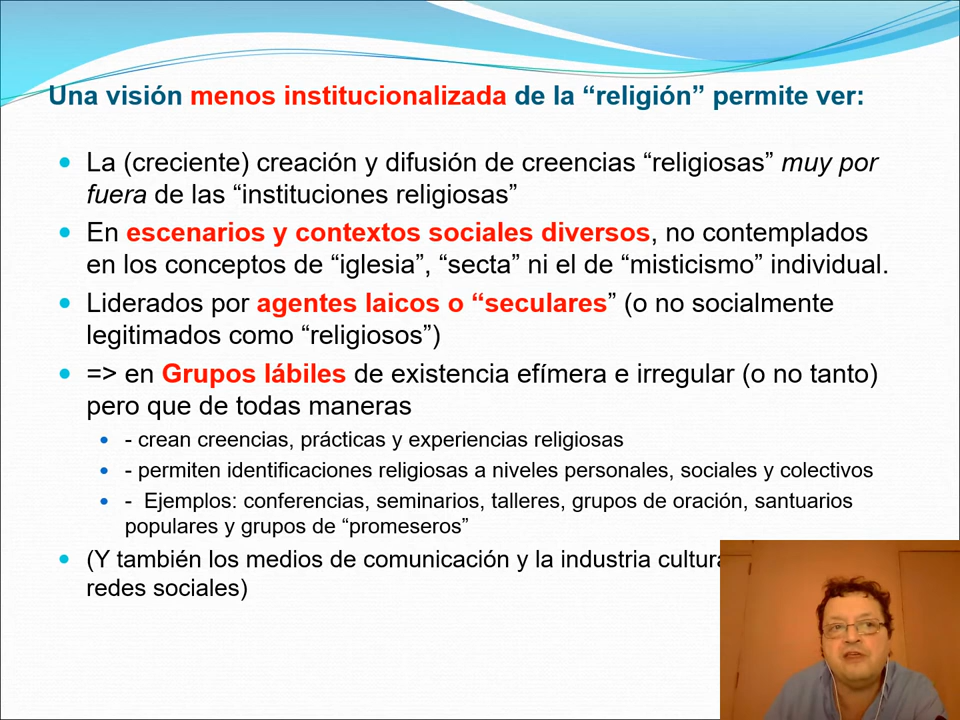 Una visión menos institucionalizada de la “religión” permite ver:
La (creciente) creación y difusión de creencias “religiosas” muy por
fuera de las “instituciones religiosas”
En escenarios y contextos sociales diversos, no contemplados
en los conceptos de “iglesia”, “secta” ni el de “misticismo” individual.
Liderados por agentes laicos o “seculares” (o no socialmente
legitimados como “religiosos”)
=> en Grupos lábiles de existencia efímera e irregular (o no tanto)
pero que de todas maneras
- crean creencias, prácticas y experiencias religiosas
- permiten identificaciones religiosas a niveles personales, sociales y colectivos
- Ejemplos: conferencias, seminarios, talleres, grupos de oración, santuarios
populares y grupos de “promeseros”
(Y también los medios de comunicación y la industria
redes sociales)